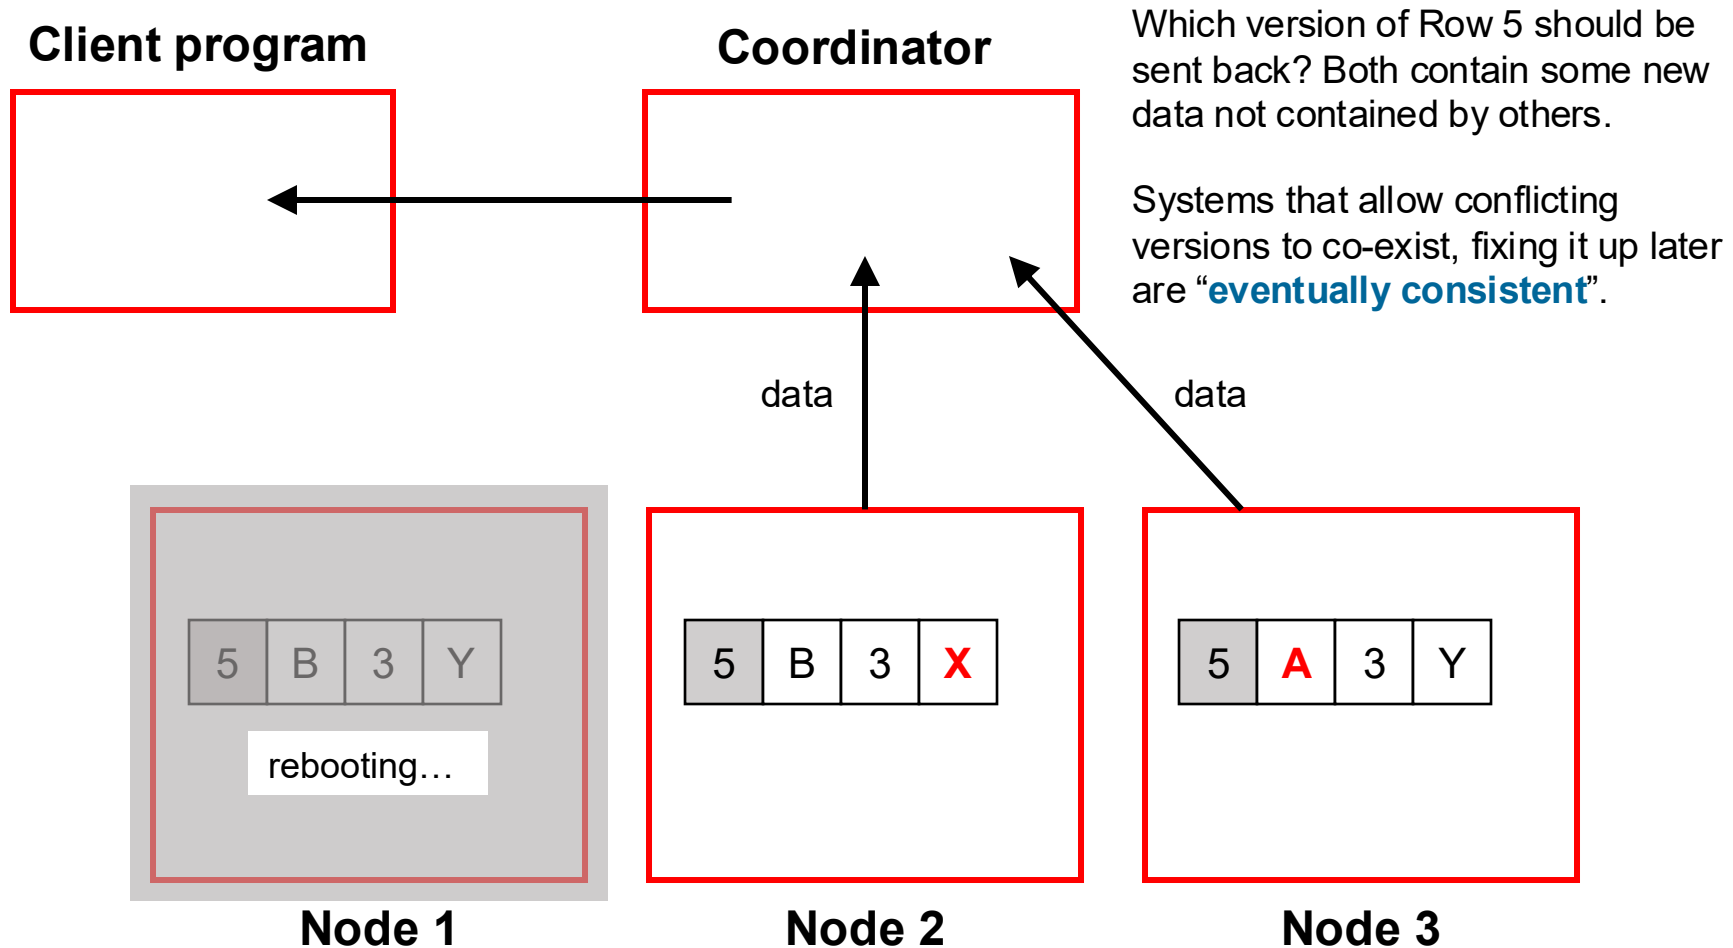 Client program
Coordinator
Which version of Row 5 should be
sent back? Both contain some new
data not contained by others.
Systems that allow conflicting
versions to co-exist, fixing it up later
are “eventually consistent”.
data
data
5 B 3 Y
rebooting…
5 B 3 X
5 A 3 Y
Node 1
Node 2
Node 3